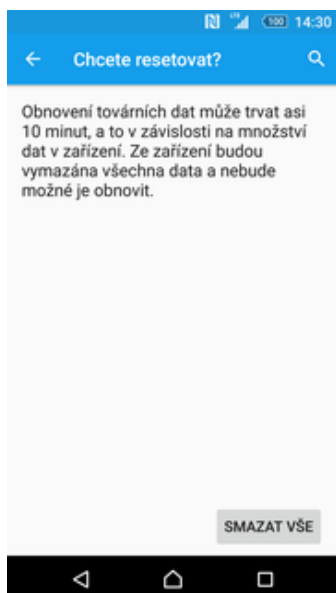 100 14:30
Chcete resetovat?
Obnovení továrních dat může trvat asi
10 minut, a to v závislosti na množství
dat v zařízení. Ze zařízení budou
vymazána všechna data a nebude
možné je obnovit.
SMAZAT VŠE